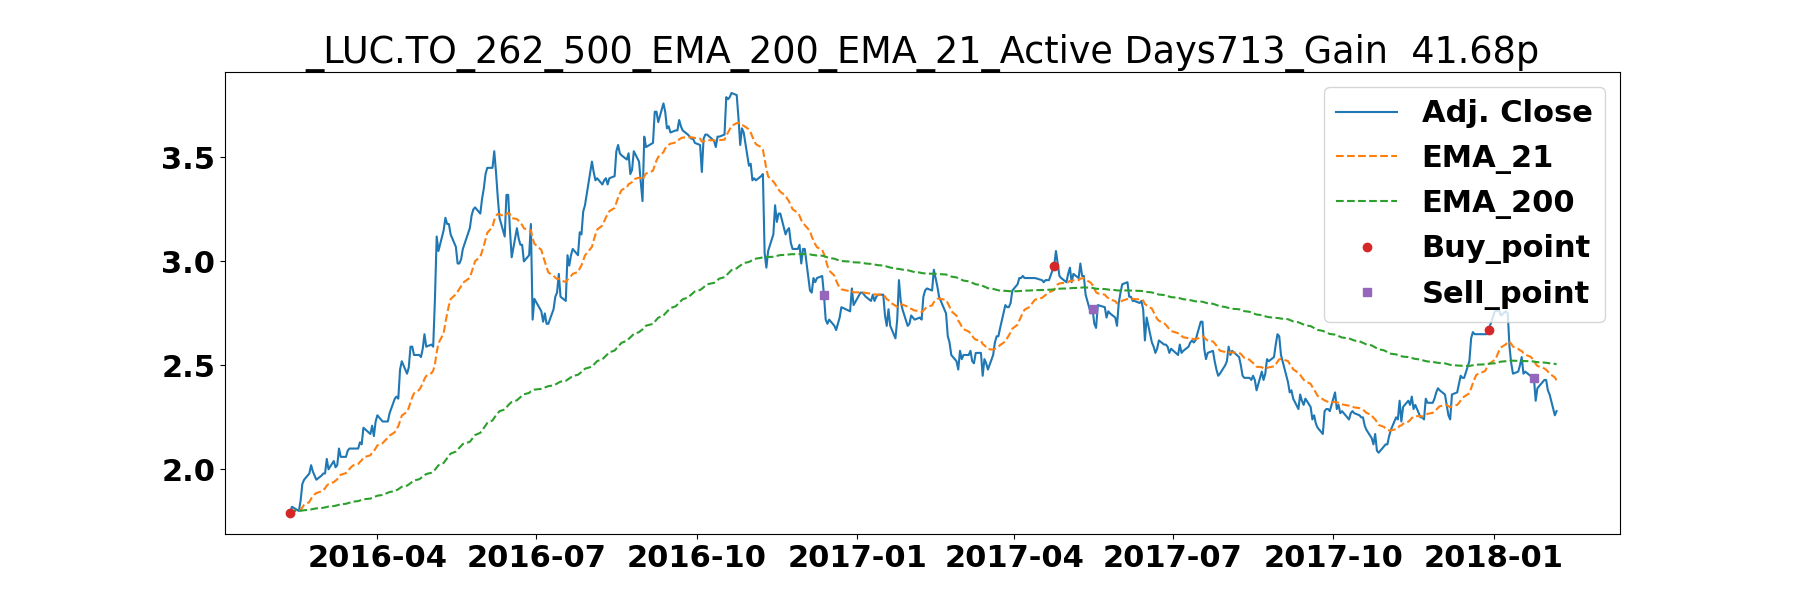 _LUC.TO_262_500_EMA_200_EMA_21_Active Days713_Gain  41.68p
Adj. Close
EMA_21
EMA_200
Buy_point
Sell_point
3.5
3.0
2.5
2.0
2016-04 2016-07 2016-10 2017-01 2017-04 2017-07 2017-10 2018-01